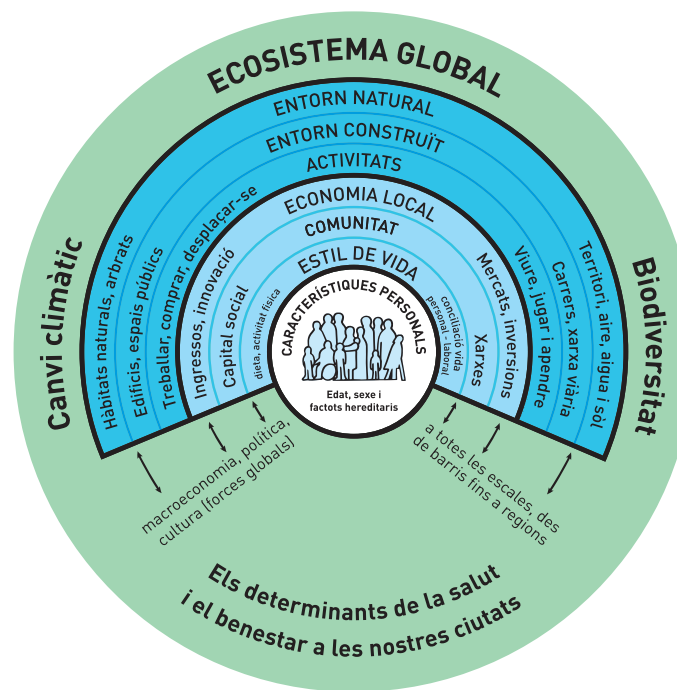 ECOSISTEMA GLOBAL
Canvi climàtic
Biodiversitat
ENTORN NATURAL
Hàbitats naturals, arbrats
Territori, aire, aigua i sòl
ENTORN CONSTRUÏT
Edificis, espais públics
Carrers, xarxa viària
ACTIVITATS
Treballar, comprar, desplaçar-se
Viure, jugar i apendre
ECONOMIA LOCAL
Ingressos, innovació
Mercats, inversions
COMUNITAT
Capital social
Xarxes
ESTIL DE VIDA
dieta, activitat física
conciliació vida
personal - laboral
CARACTERÍSTIQUES PERSONALS
Edat, sexe i
factots hereditaris
macroeconomia, política,
cultura (forces globals)
a totes les escales, des
de barris fins a regions
Els determinants de la salut
i el benestar a les nostres ciutats